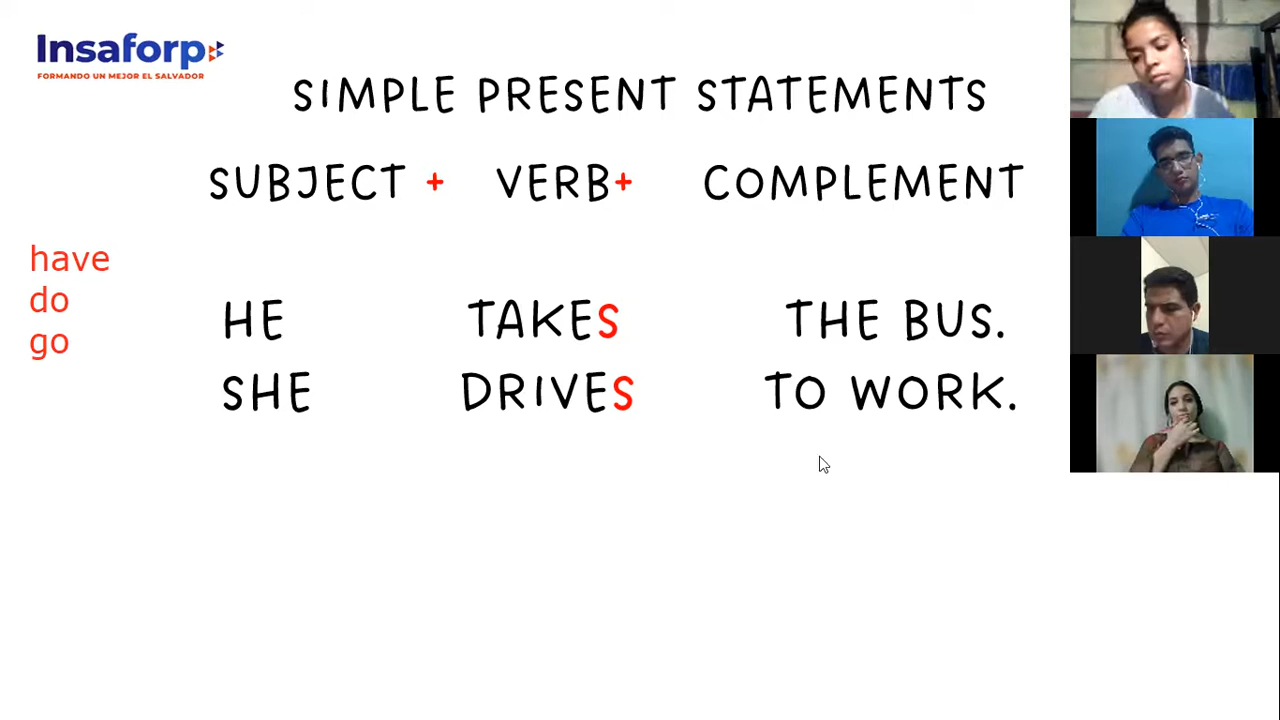 Insaforp
FORMANDO UN MEJOR EL SALVADOR
SIMPLE PRESENT STATEMENTS
SUBJECT + VERB+ COMPLEMENT
have
do
go
HE TAKES THE BUS.
SHE DRIVES TO WORK.